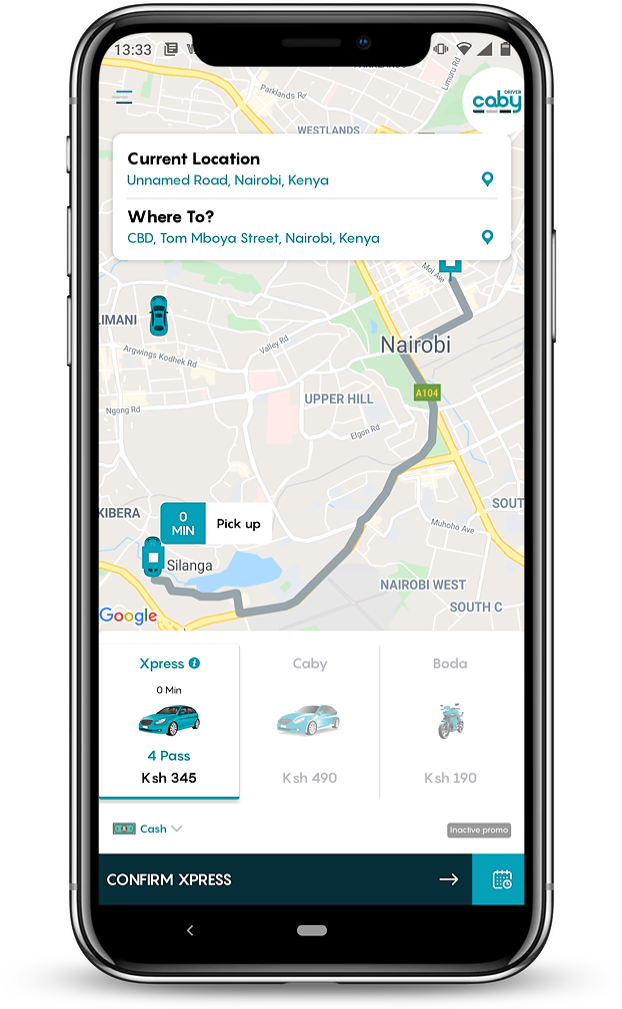 13:33
Parklands Rd
Limuru Rd
DRIVER
caby
WESTLANDS
Current Location
Unnamed Road, Nairobi, Kenya
Where To?
CBD, Tom Mboya Street, Nairobi, Kenya
Moi Ave
LIMANI
Argwings Kodhek Rd
Valley Rd
Nairobi
A104
UPPER HILL
Ngong Rd
Elgon Rd
KIBERA
0
MIN
Pick up
SOUT
Muhoho Ave
Silanga
NAIROBI WEST
SOUTH C
Google
Xpress
Caby
Boda
0 Min
4 Pass
Ksh 345
Ksh 490
Ksh 190
Cash
Inactive promo
CONFIRM XPRESS